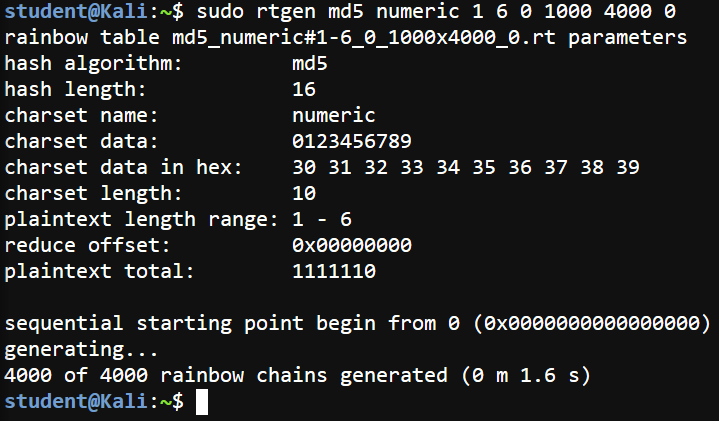 student@Kali:~$ sudo rtgen md5 numeric 1 6 0 1000 4000 0
rainbow table md5_numeric#1-6_0_1000x4000_0.rt parameters
hash algorithm:         md5
hash length:            16
charset name:           numeric
charset data:           0123456789
charset data in hex:    30 31 32 33 34 35 36 37 38 39
charset length:         10
plaintext length range: 1 - 6
reduce offset:          0x00000000
plaintext total:        1111110

sequential starting point begin from 0 (0x0000000000000000)
generating...
4000 of 4000 rainbow chains generated (0 m 1.6 s)
student@Kali:~$